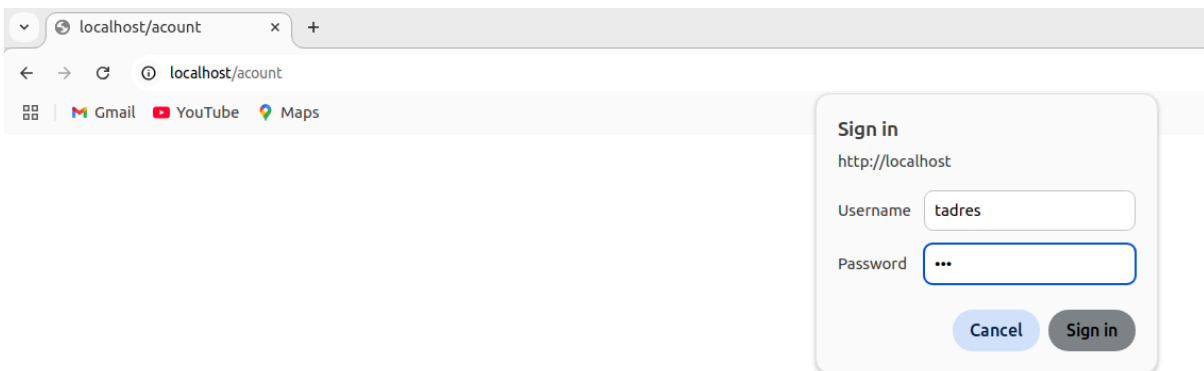 localhost/acount
localhost/acount
Gmail YouTube Maps
Sign in
http://localhost
Username tadres
Password •••
Cancel Sign in